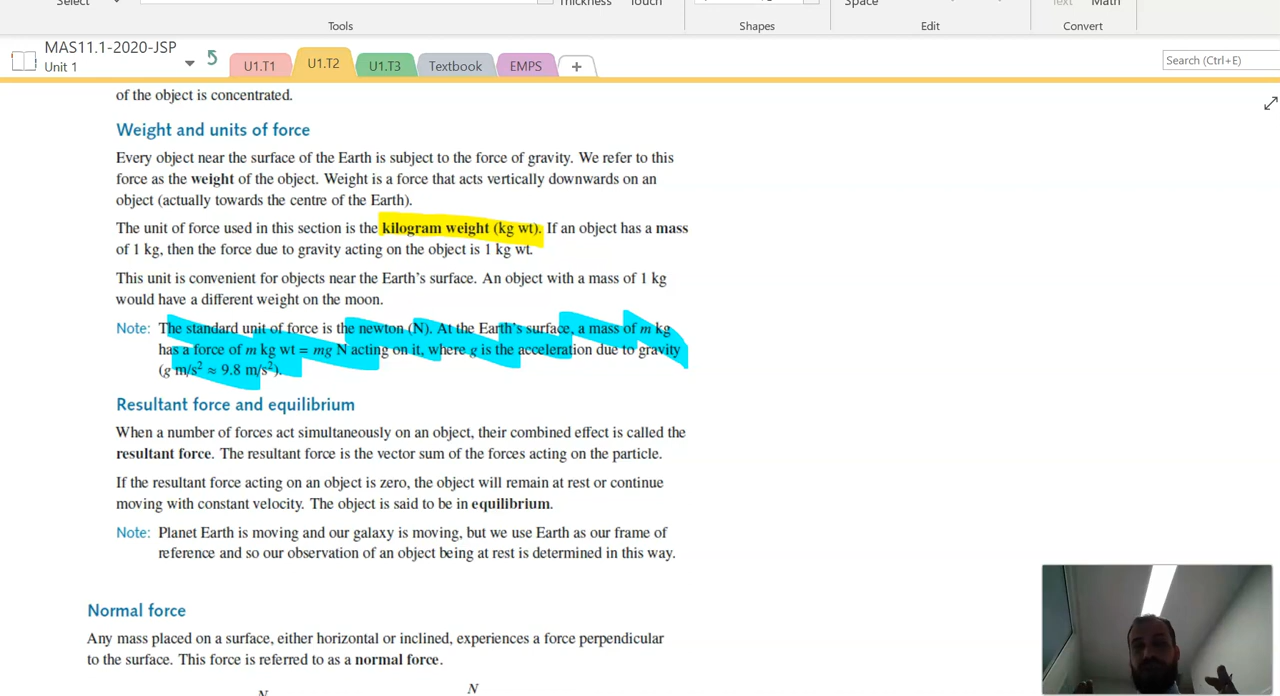 Select
Thickness
Touch
Space
Text
Math
Tools
Shapes
Edit
Convert
MAS11.1-2020-JSP
Unit 1
U1.T1
U1.T2
U1.T3
Textbook
EMPS
+
Search (Ctrl+E)
of the object is concentrated.
Weight and units of force
Every object near the surface of the Earth is subject to the force of gravity. We refer to this
force as the weight of the object. Weight is a force that acts vertically downwards on an
object (actually towards the centre of the Earth).
The unit of force used in this section is the kilogram weight (kg wt). If an object has a mass
of 1 kg, then the force due to gravity acting on the object is 1 kg wt.
This unit is convenient for objects near the Earth's surface. An object with a mass of 1 kg
would have a different weight on the moon.
Note: The standard unit of force is the newton (N). At the Earth's surface, a mass of m kg
has a force of m kg wt = mg N acting on it, where g is the acceleration due to gravity
(g m/s² ≈ 9.8 m/s²).
Resultant force and equilibrium
When a number of forces act simultaneously on an object, their combined effect is called the
resultant force. The resultant force is the vector sum of the forces acting on the particle.
If the resultant force acting on an object is zero, the object will remain at rest or continue
moving with constant velocity. The object is said to be in equilibrium.
Note: Planet Earth is moving and our galaxy is moving, but we use Earth as our frame of
reference and so our observation of an object being at rest is determined in this way.
Normal force
Any mass placed on a surface, either horizontal or inclined, experiences a force perpendicular
to the surface. This force is referred to as a normal force.
N
N